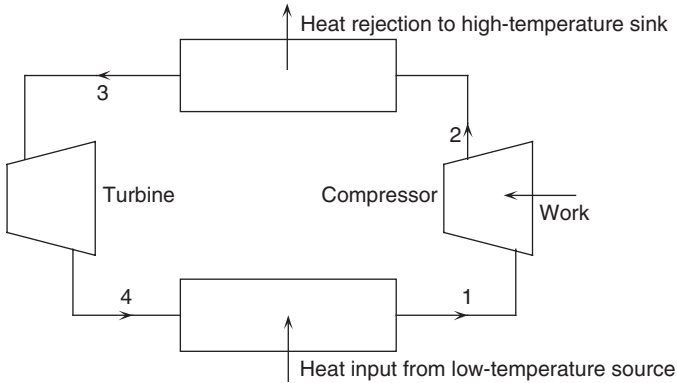 Heat rejection to high-temperature sink
3
2
Turbine
Compressor
Work
4
1
Heat input from low-temperature source